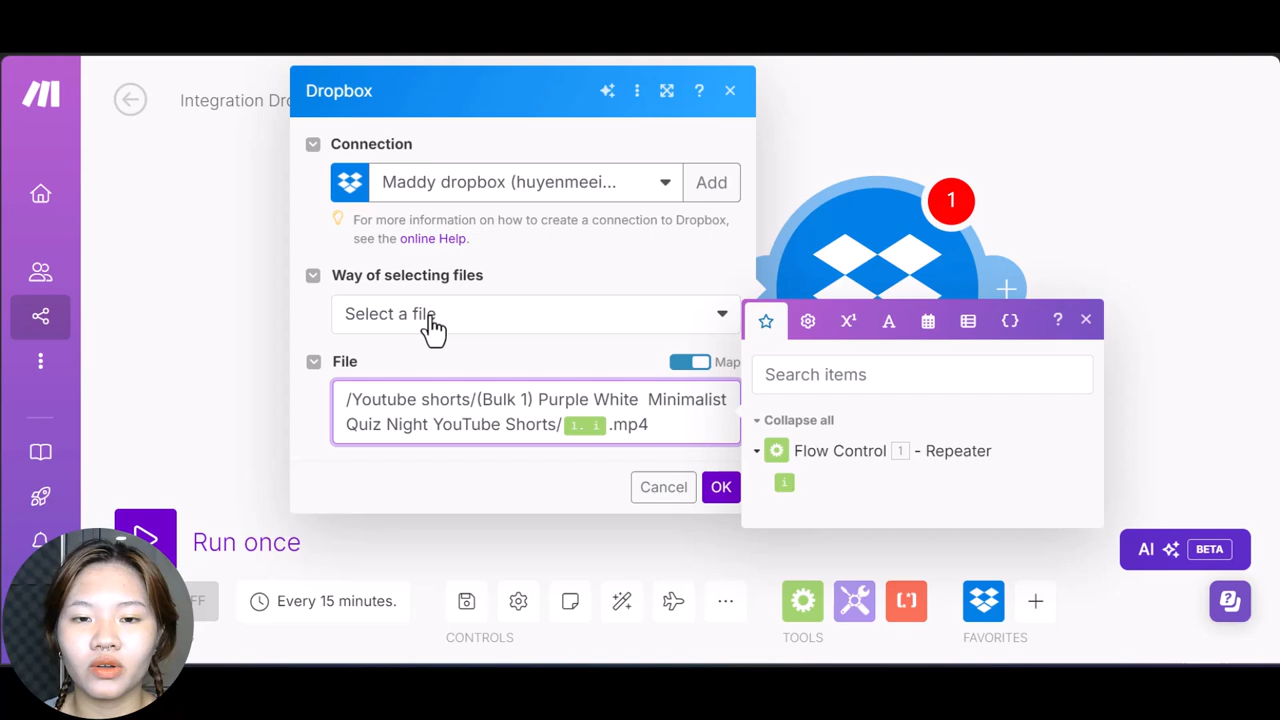 Dropbox
?
Integration Dro
Connection
Maddy dropbox (huyenmeei...
Add
For more information on how to create a connection to Dropbox,
see the online Help.
1
Way of selecting files
Select a file
?
File
Map
Search items
/Youtube shorts/(Bulk 1) Purple White  Minimalist
Quiz Night YouTube Shorts/ 1. i .mp4
Collapse all
Flow Control 1 - Repeater
i
Cancel
OK
Run once
AI BETA
FF
Every 15 minutes.
CONTROLS
TOOLS
FAVORITES